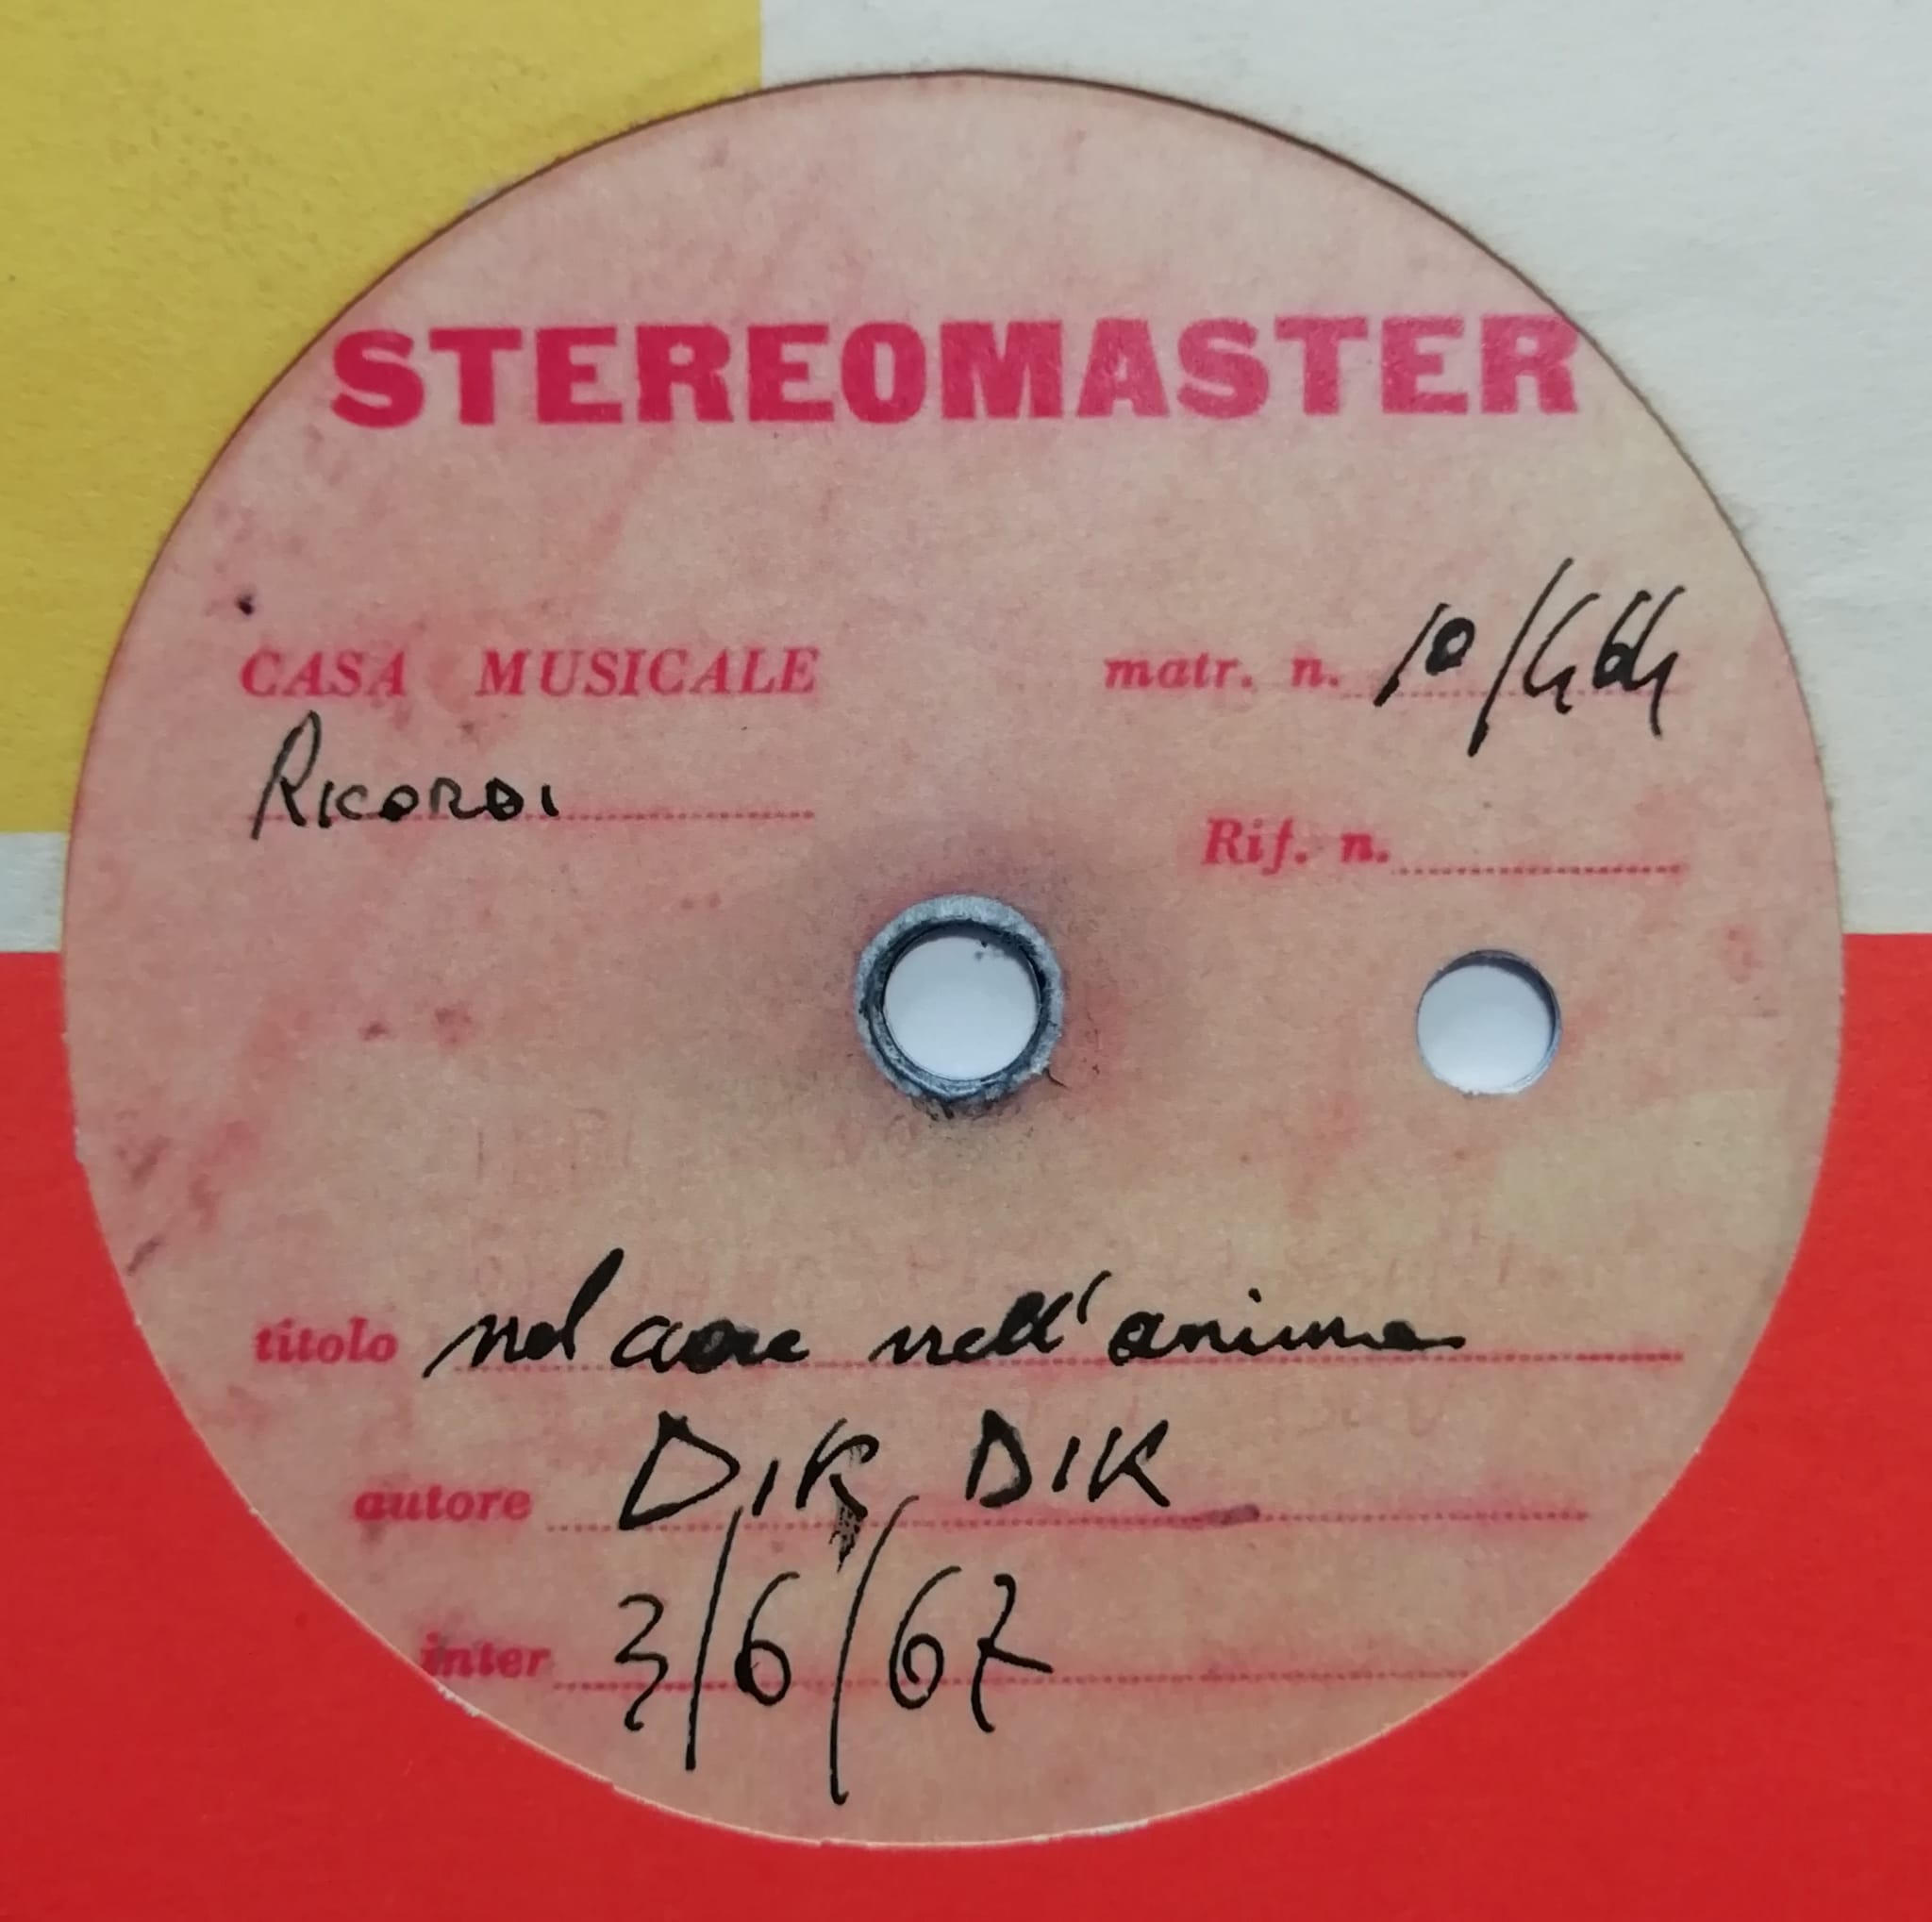 STEREOMASTER
CASA MUSICALE
matr. n. 10/464
Ricordi
Rif. n.
titolo nel cuore nell'anima
autore DIK DIK
inter 3/6/67